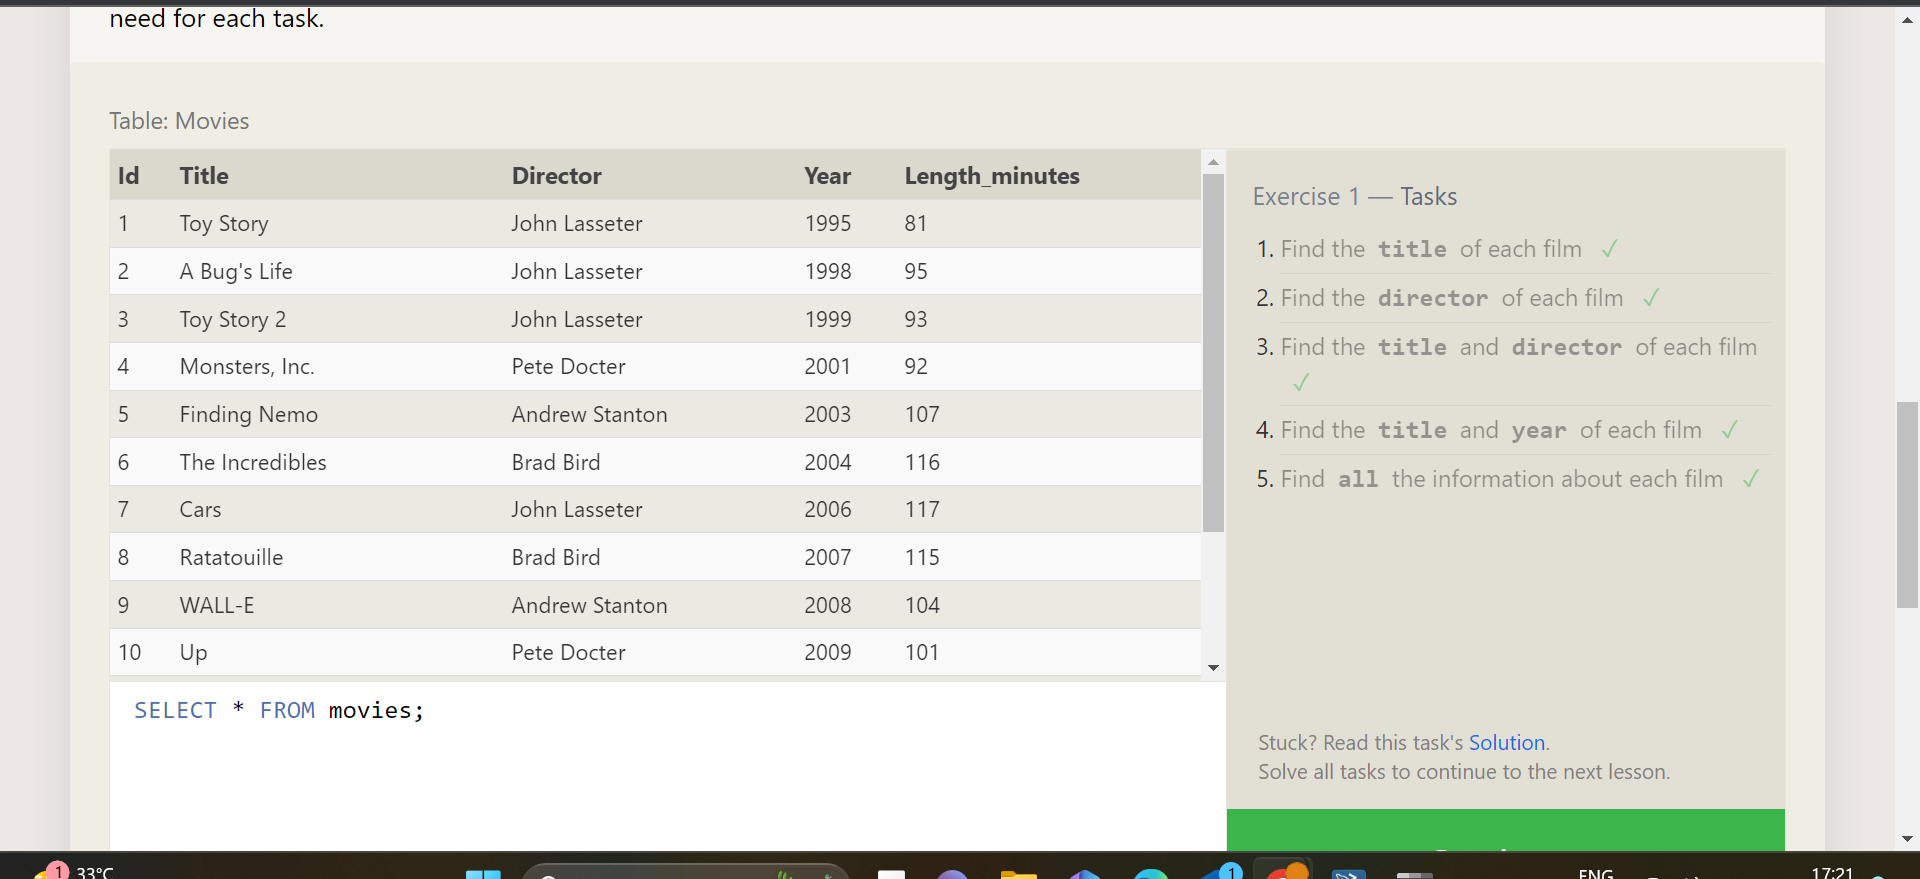 need for each task.
Table: Movies
Id Title Director Year Length_minutes
1 Toy Story John Lasseter 1995 81
2 A Bug's Life John Lasseter 1998 95
3 Toy Story 2 John Lasseter 1999 93
4 Monsters, Inc. Pete Docter 2001 92
5 Finding Nemo Andrew Stanton 2003 107
6 The Incredibles Brad Bird 2004 116
7 Cars John Lasseter 2006 117
8 Ratatouille Brad Bird 2007 115
9 WALL-E Andrew Stanton 2008 104
10 Up Pete Docter 2009 101
SELECT * FROM movies;
Exercise 1 — Tasks
1. Find the title of each film ✓
2. Find the director of each film ✓
3. Find the title and director of each film
✓
4. Find the title and year of each film ✓
5. Find all the information about each film ✓
Stuck? Read this task's Solution.
Solve all tasks to continue to the next lesson.
1 33°C
1
ENG
17:21